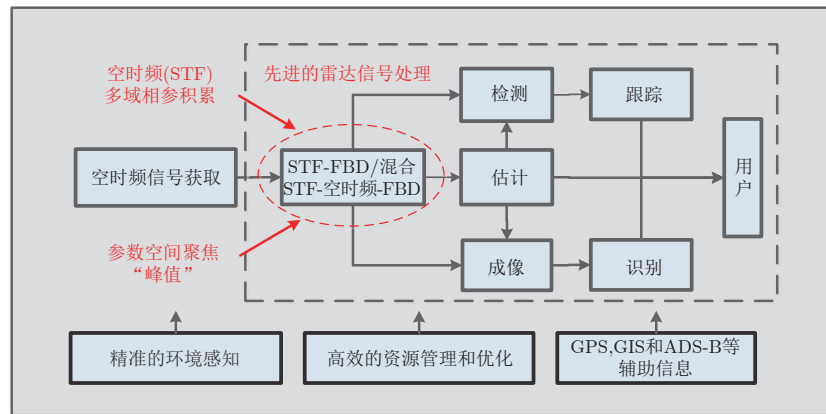 空时频(STF)
多域相参积累
先进的雷达信号处理
检测
跟踪
空时频信号获取
STF-FBD/混合
STF-空时频-FBD
估计
用户
参数空间聚焦
“峰值”
成像
识别
精准的环境感知
高效的资源管理和优化
GPS,GIS和ADS-B等
辅助信息